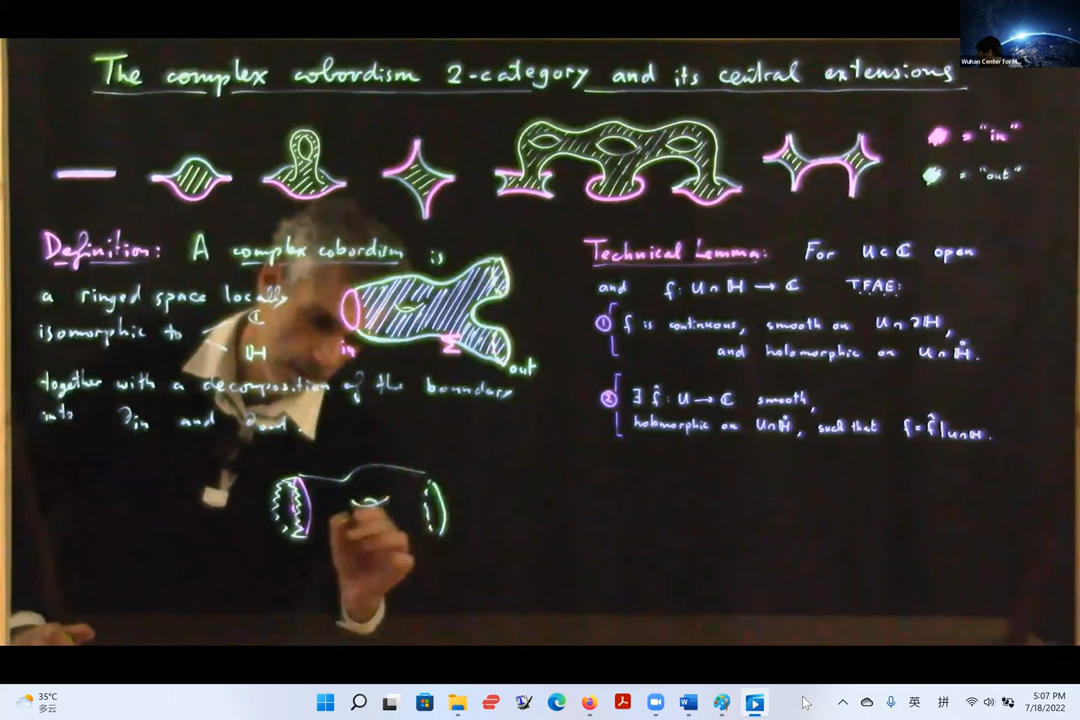 Wuhan Center for M...
The complex cobordism 2-category and its central extensions
= "in"
= "out"
Definition: A complex cobordism is
a ringed space locally
isomorphic to ℂ
ℍ
together with a decomposition of the boundary
into ∂in and ∂out.
in
Σ
out
Technical Lemma: For U⊂ℂ open
and f: U∩ℍ → ℂ TFAE:
① f is continuous, smooth on U∩∂ℍ,
and holomorphic on U∩ℍ̊.
② ∃ f̂: U → ℂ smooth,
holomorphic on U∩ℍ̊, such that f = f̂|U∩ℍ.
35°C
多云
英
拼
5:07 PM
7/18/2022